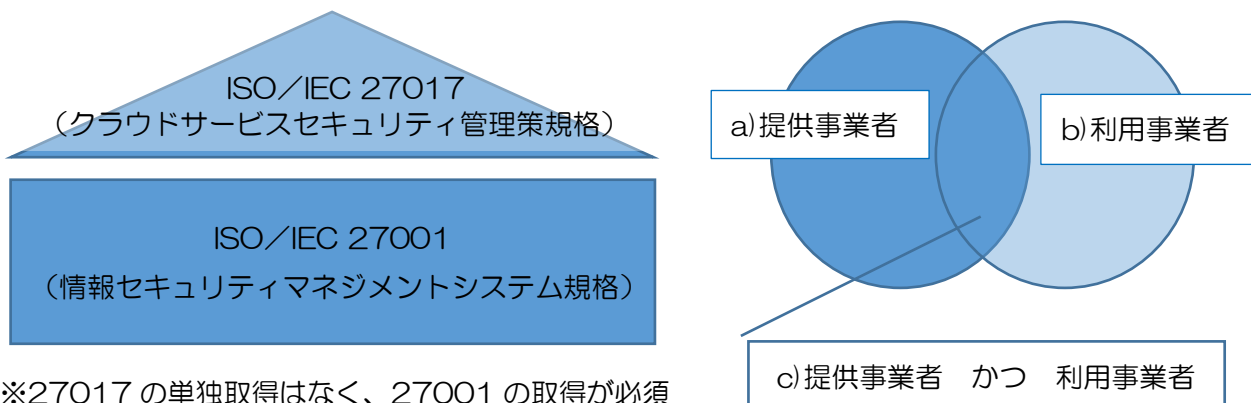 ISO／IEC 27017
（クラウドサービスセキュリティ管理策規格）
ISO／IEC 27001
（情報セキュリティマネジメントシステム規格）
※27017 の単独取得はなく、27001 の取得が必須
a)提供事業者
b)利用事業者
c)提供事業者　かつ　利用事業者